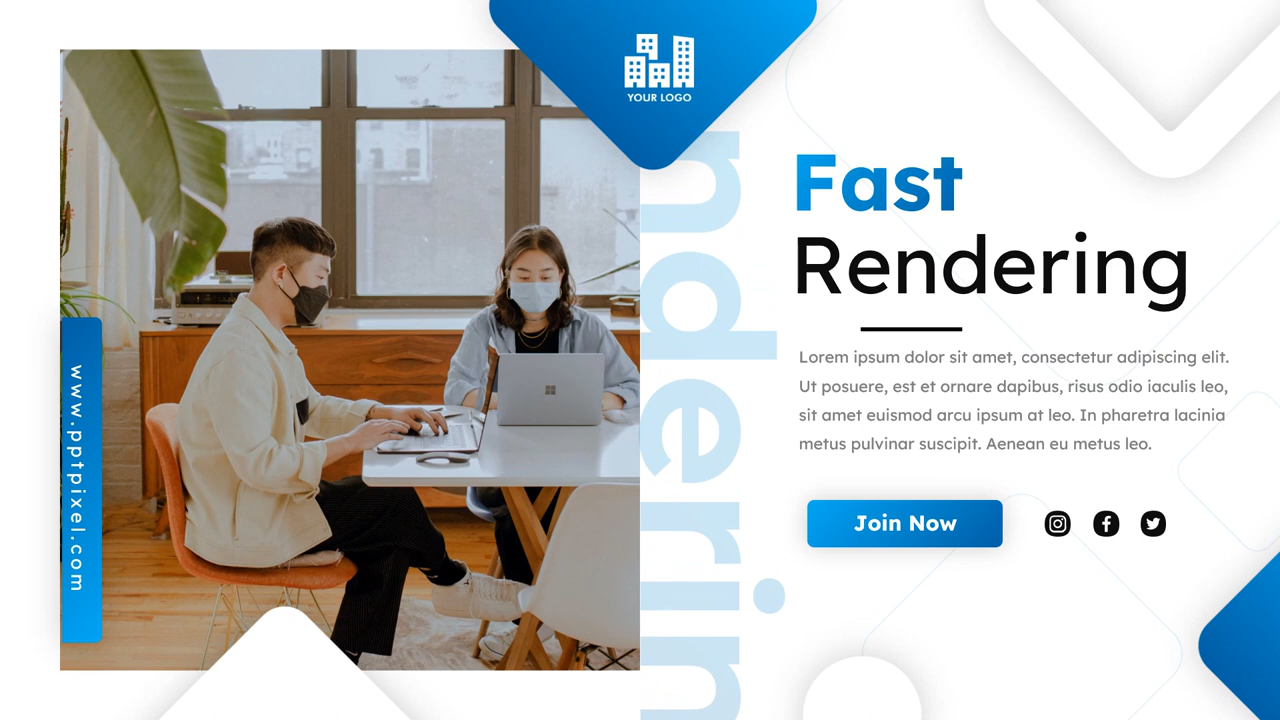 YOUR LOGO
www.pptpixel.com
nderin
Fast
Rendering
Lorem ipsum dolor sit amet, consectetur adipiscing elit.
Ut posuere, est et ornare dapibus, risus odio iaculis leo,
sit amet euismod arcu ipsum at leo. In pharetra lacinia
metus pulvinar suscipit. Aenean eu metus leo.
Join Now